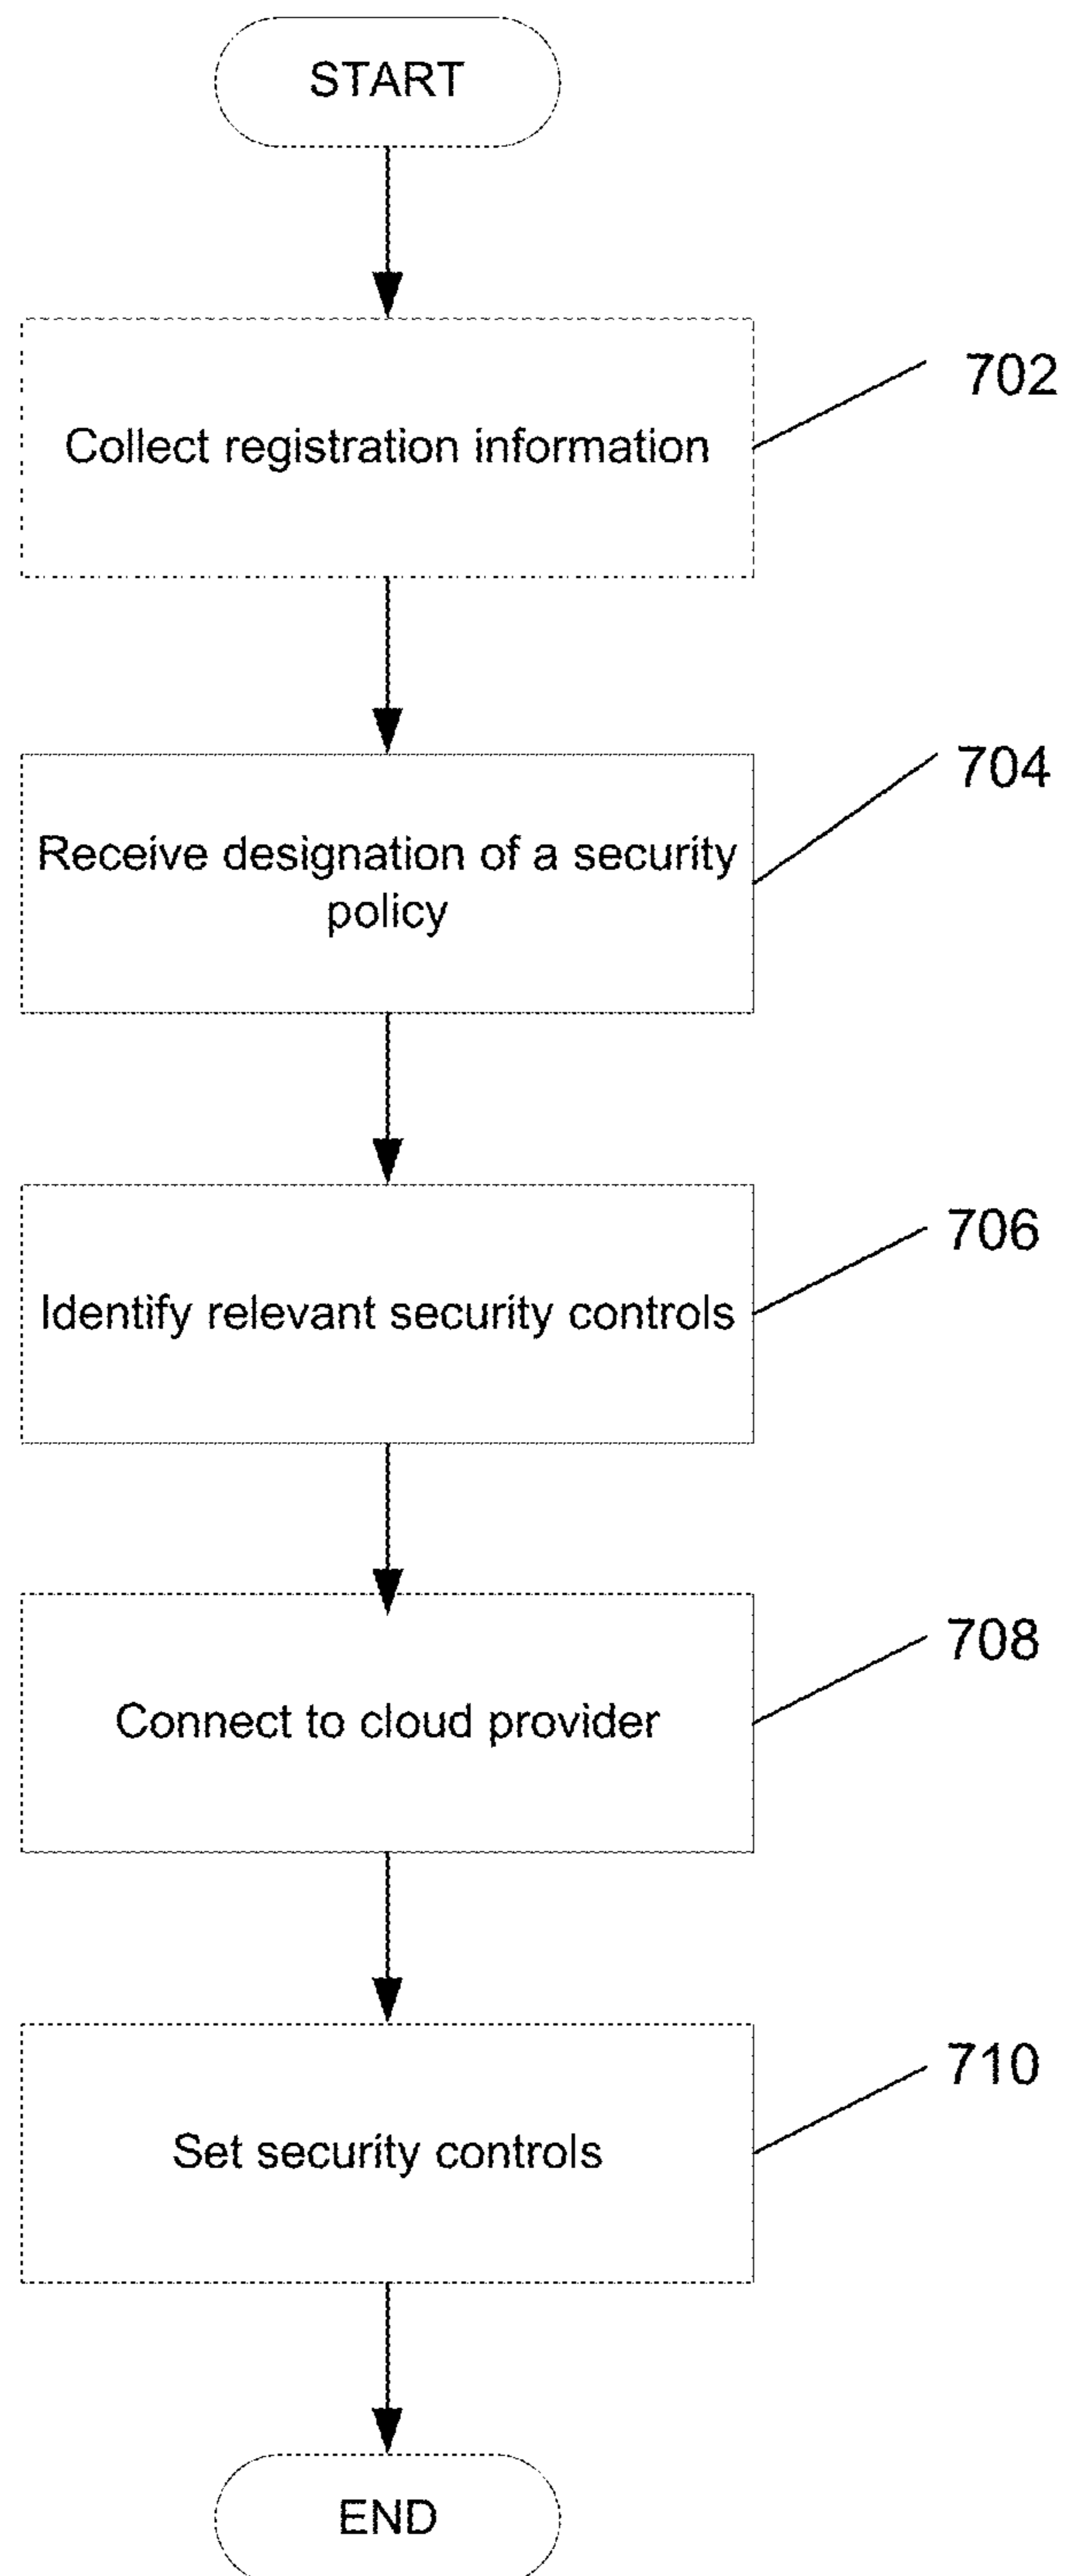 START
Collect registration information
702
Receive designation of a security
policy
704
Identify relevant security controls
706
Connect to cloud provider
708
Set security controls
710
END